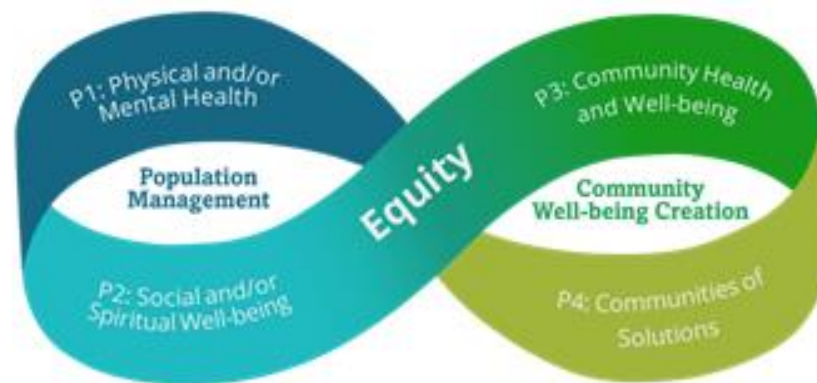 P1: Physical and/or
Mental Health
Population
Management
P2: Social and/or
Spiritual Well-being
Equity
P3: Community Health
and Well-being
Community
Well-being Creation
P4: Communities of
Solutions